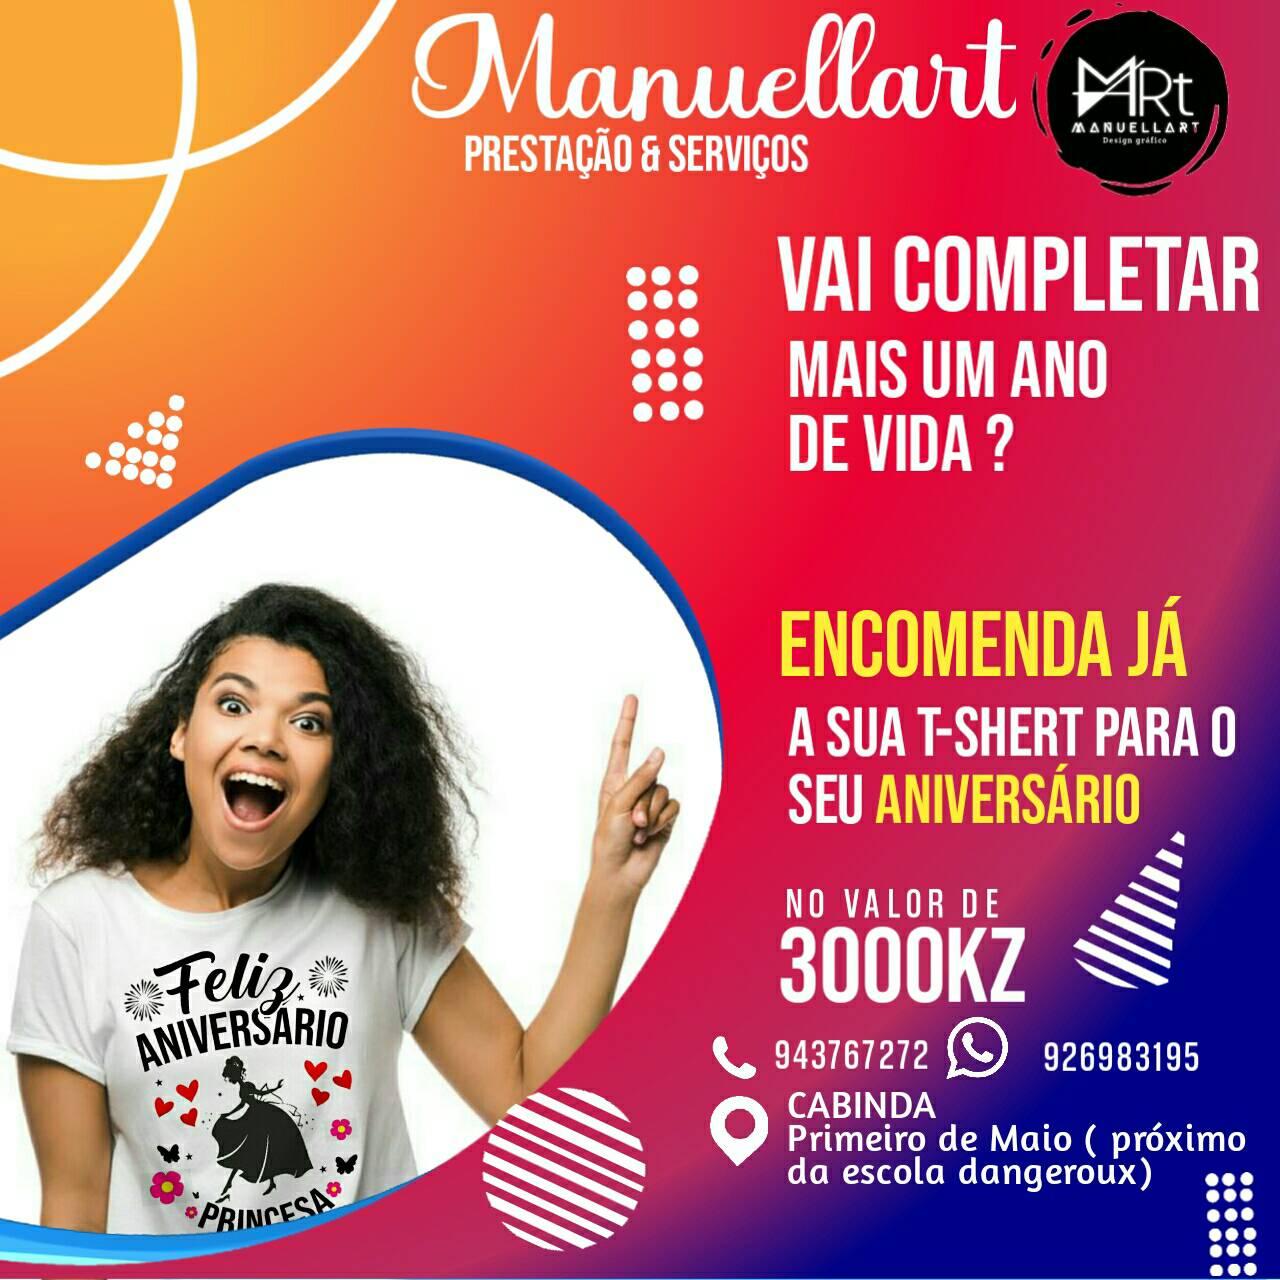 Manuellart
PRESTAÇÃO & SERVIÇOS
MARt
MANUELLART
Design gráfico
VAI COMPLETAR
MAIS UM ANO
DE VIDA ?
ENCOMENDA JÁ
A SUA T-SHERT PARA O
SEU ANIVERSÁRIO
NO VALOR DE
3000KZ
943767272 926983195
CABINDA
Primeiro de Maio ( próximo
da escola dangeroux)
Feliz
ANIVERSÁRIO
PRINCESA